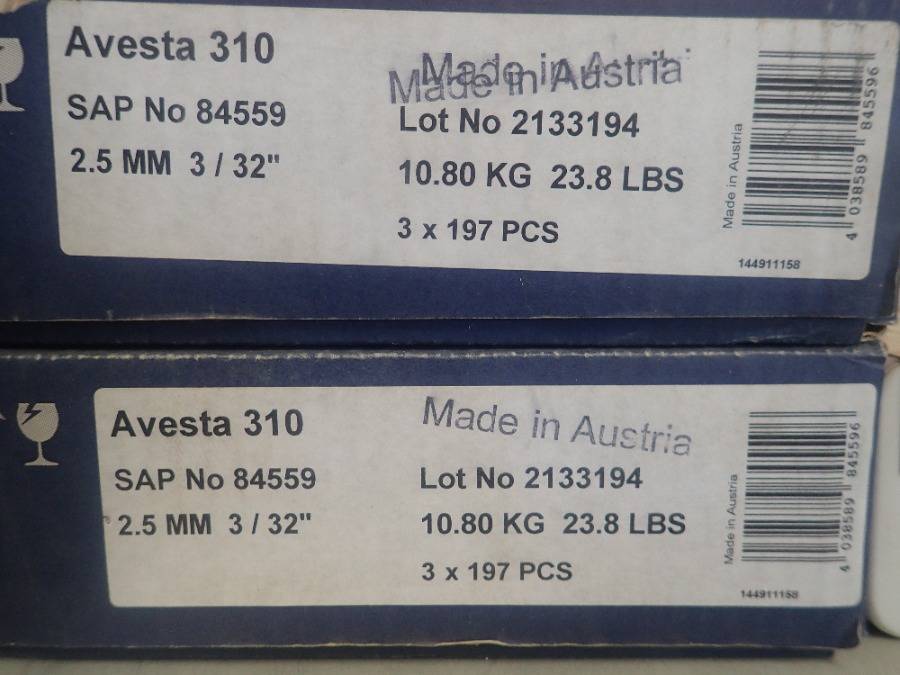 Avesta 310
SAP No 84559
2.5 MM 3 / 32"
Made in Austria
Made in Austria
Lot No 2133194
10.80 KG 23.8 LBS
3 x 197 PCS
Made in Austria
4 038589 845596
144911158
Avesta 310
SAP No 84559
2.5 MM 3 / 32"
Made in Austria
Lot No 2133194
10.80 KG 23.8 LBS
3 x 197 PCS
Made in Austria
4 038589 845596
144911158